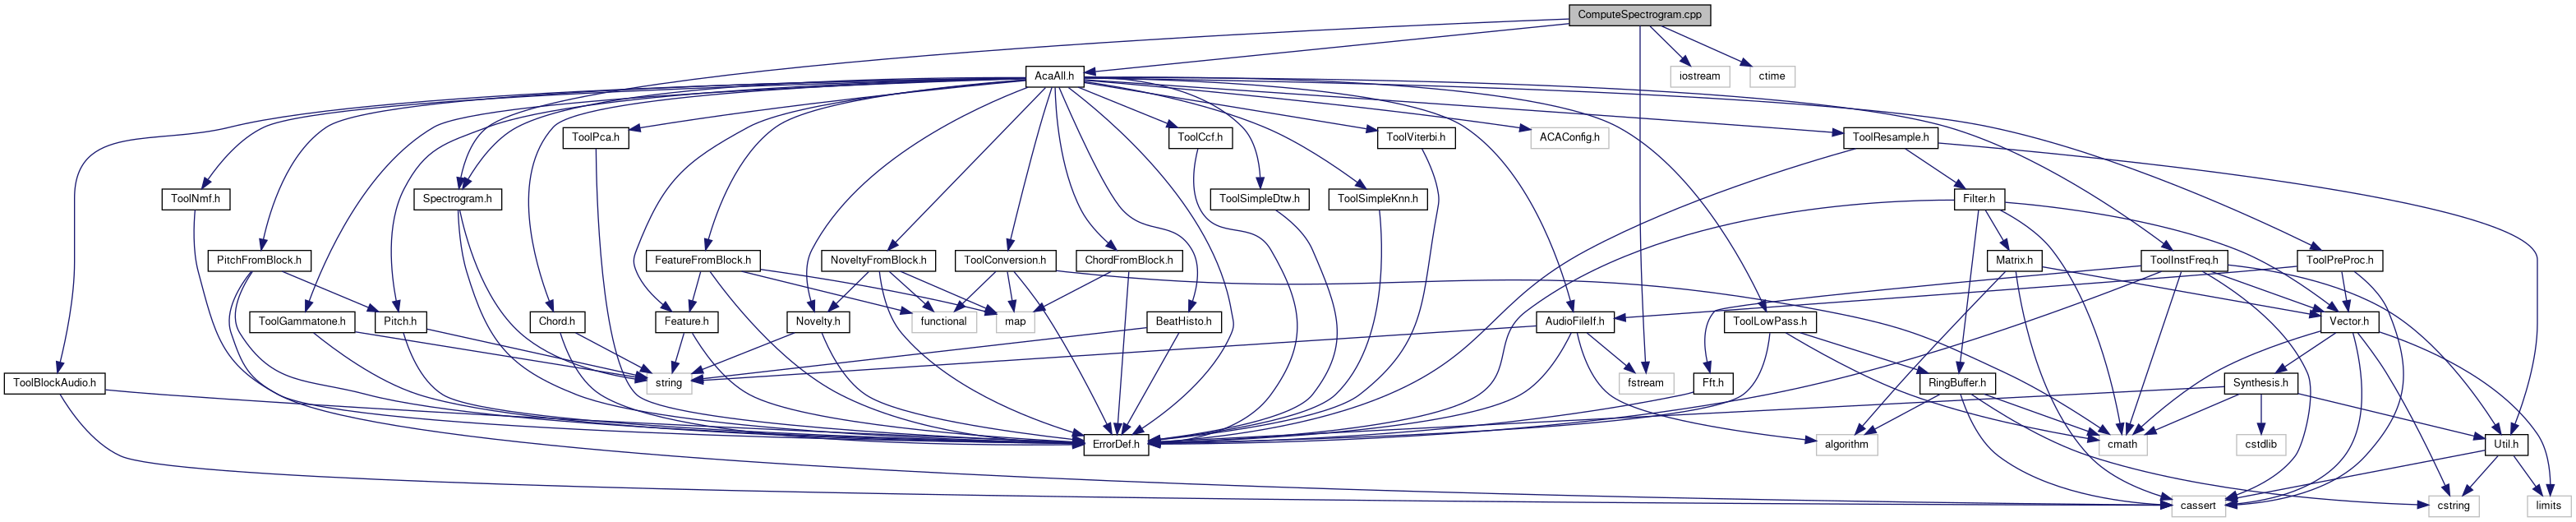 ComputeSpectrogram.cpp
AcaAll.h
iostream
ctime
ToolPca.h
ToolCcf.h
ToolViterbi.h
ACAConfig.h
ToolResample.h
ToolNmf.h
Spectrogram.h
ToolSimpleDtw.h
ToolSimpleKnn.h
Filter.h
PitchFromBlock.h
FeatureFromBlock.h
NoveltyFromBlock.h
ToolConversion.h
ChordFromBlock.h
Matrix.h
ToolInstFreq.h
ToolPreProc.h
ToolGammatone.h
Pitch.h
Chord.h
Feature.h
Novelty.h
functional
map
BeatHisto.h
AudioFileIf.h
ToolLowPass.h
Vector.h
ToolBlockAudio.h
string
fstream
Fft.h
RingBuffer.h
Synthesis.h
ErrorDef.h
algorithm
cmath
cstdlib
Util.h
cassert
cstring
limits